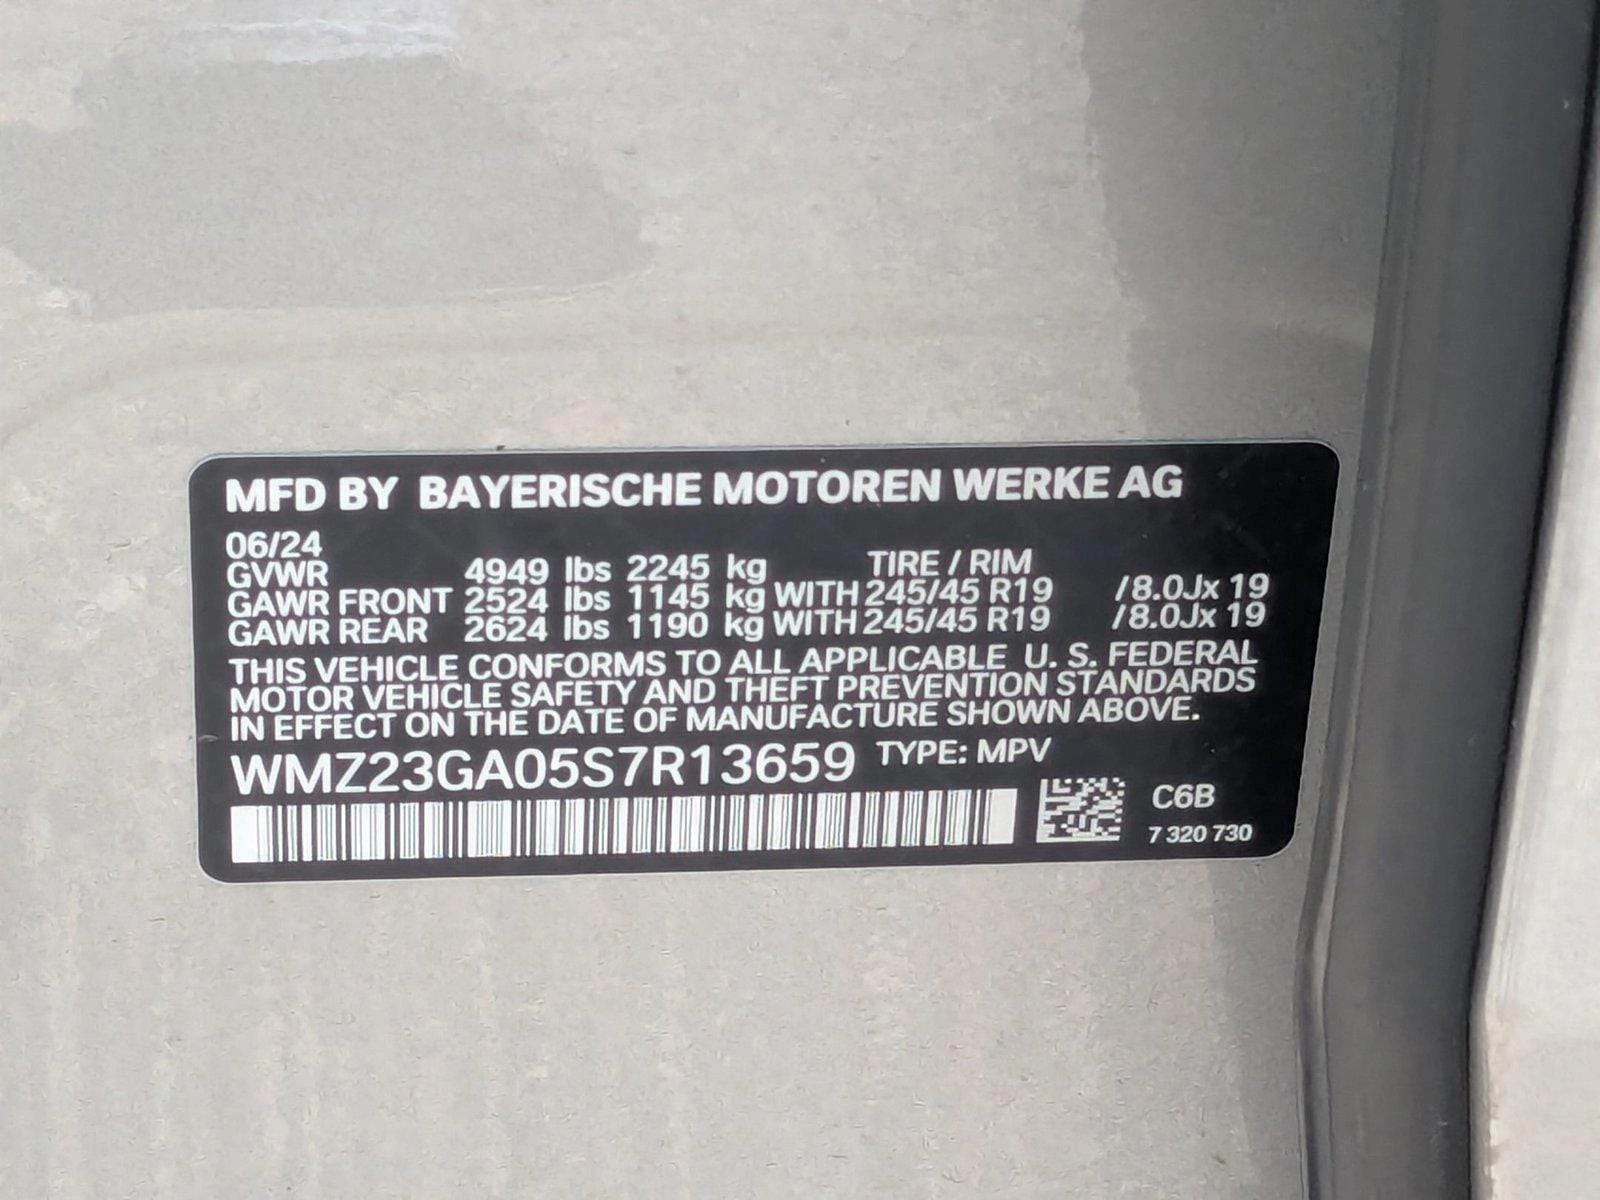 MFD BY BAYERISCHE MOTOREN WERKE AG
06/24
GVWR 4949 lbs 2245 kg TIRE / RIM
GAWR FRONT 2524 lbs 1145 kg WITH 245/45 R19 /8.0Jx 19
GAWR REAR 2624 lbs 1190 kg WITH 245/45 R19 /8.0Jx 19
THIS VEHICLE CONFORMS TO ALL APPLICABLE U. S. FEDERAL
MOTOR VEHICLE SAFETY AND THEFT PREVENTION STANDARDS
IN EFFECT ON THE DATE OF MANUFACTURE SHOWN ABOVE.
WMZ23GA05S7R13659 TYPE: MPV
C6B
7 320 730